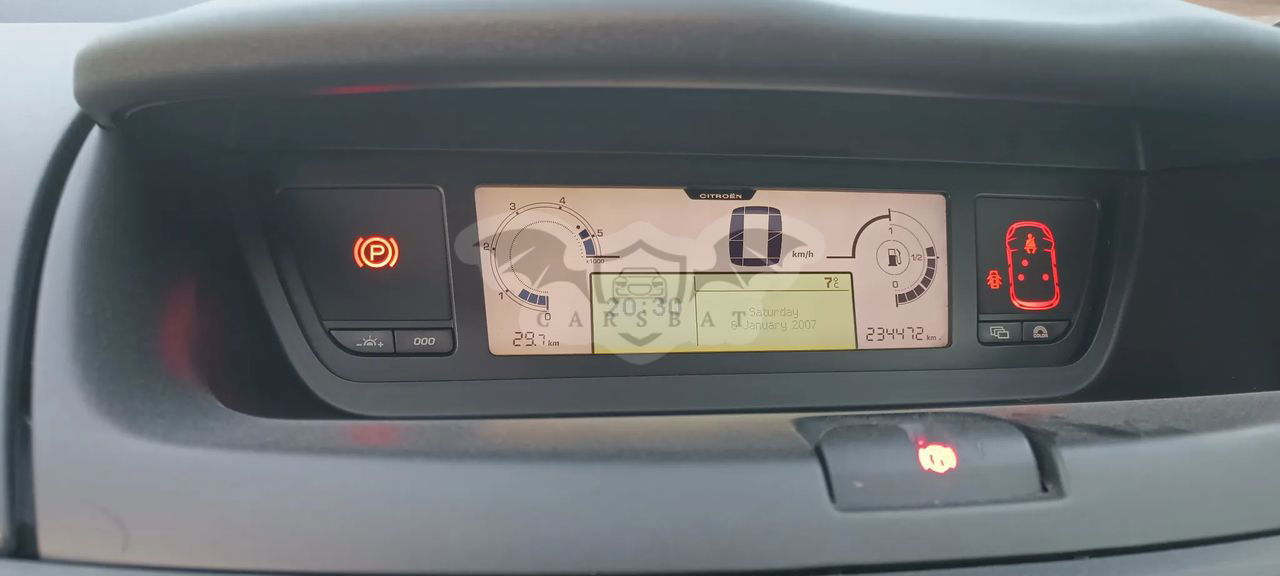 CITROËN
3
4
2
5
x1000
1
0
0
km/h
1
1/2
0
P
7°C
20:30
CARSBAT
Saturday
6 January 2007
29.7 km
234472 km
000